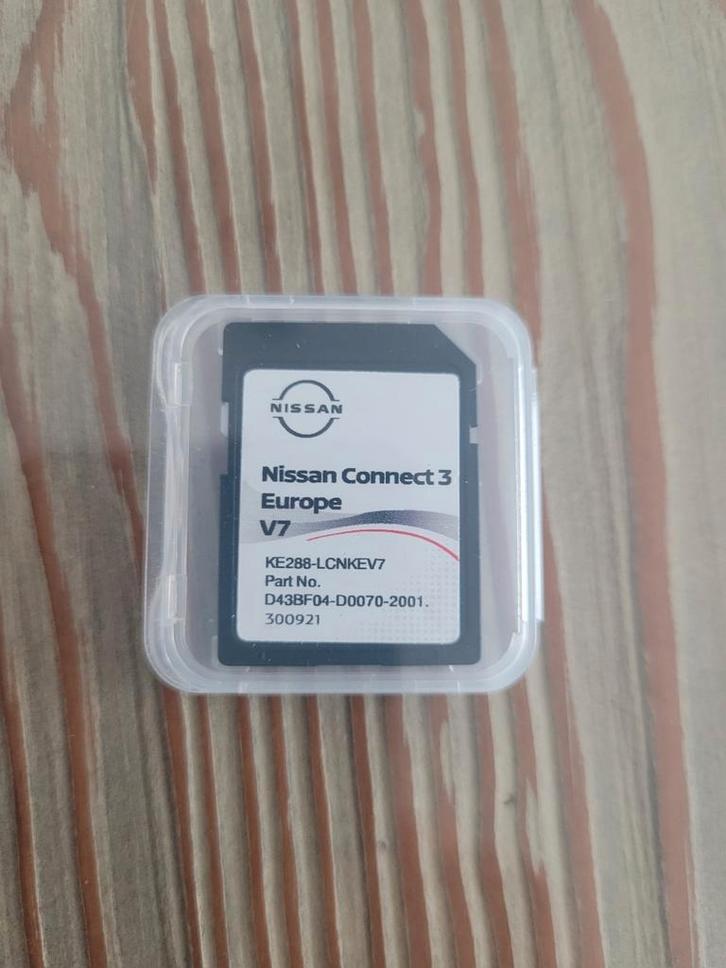 NISSAN
Nissan Connect 3
Europe
V7
KE288-LCNKEV7
Part No.
D43BF04-D0070-2001.
300921